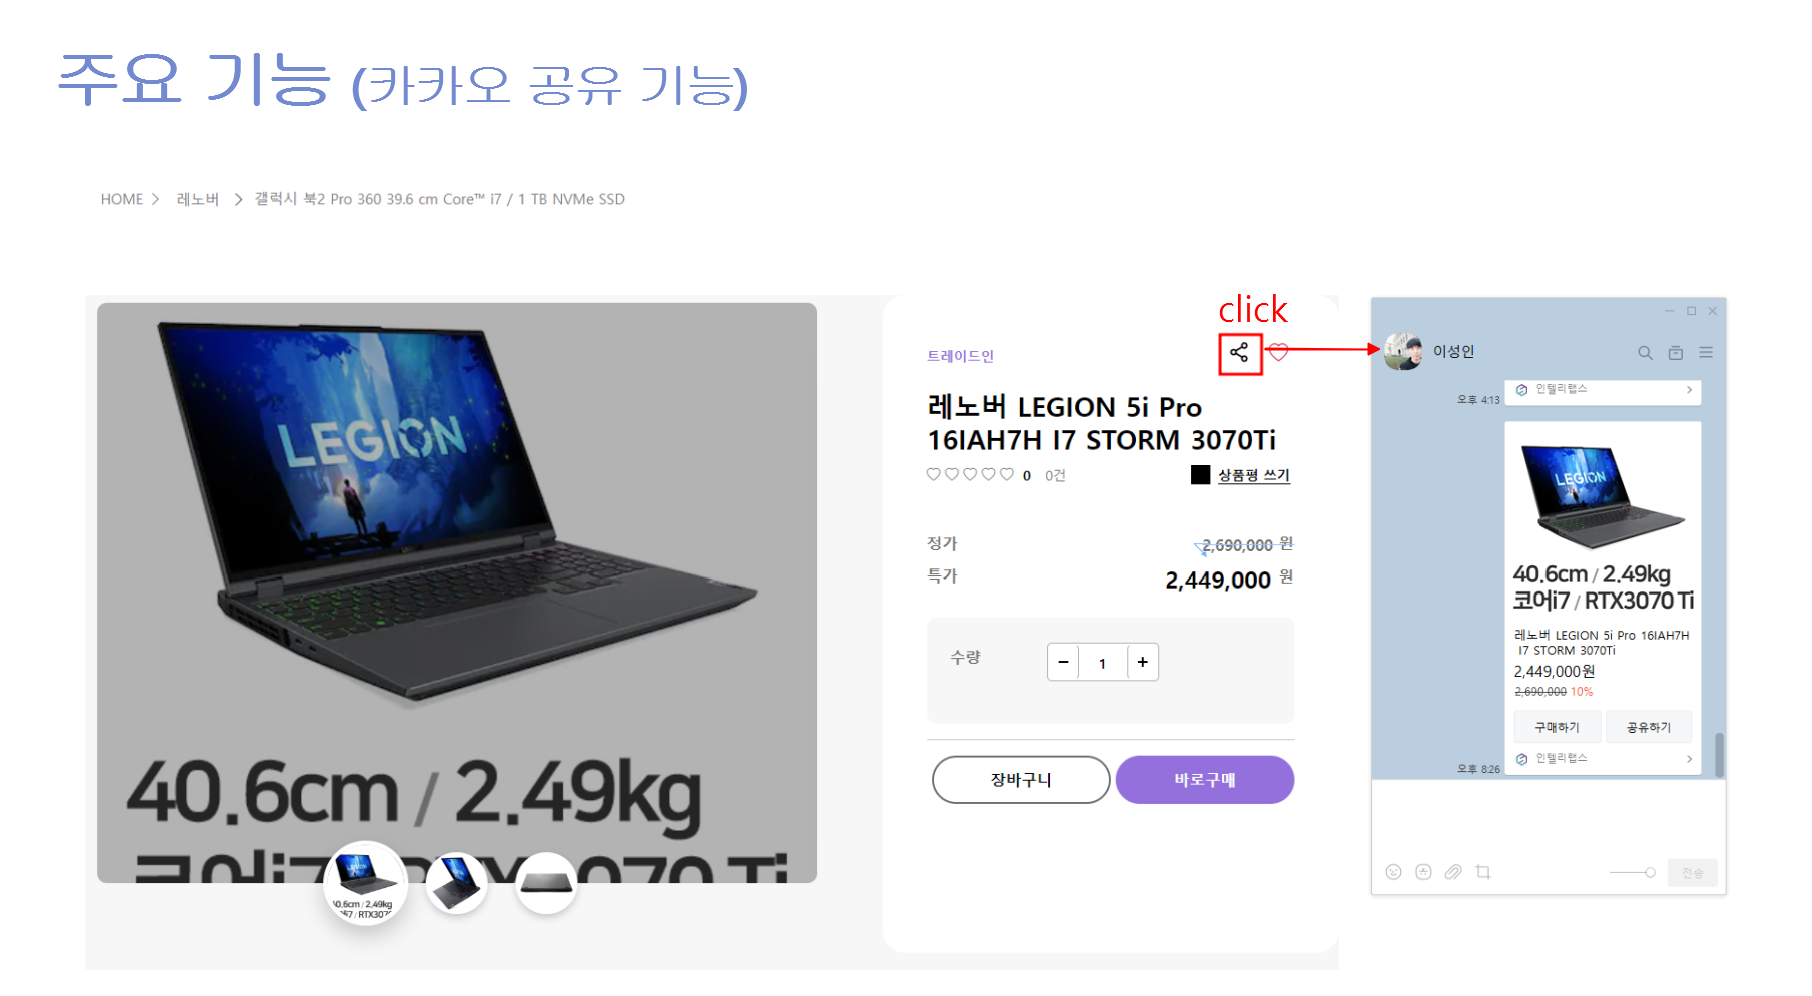 주요 기능 (카카오 공유 기능)
HOME > 레노버 > 갤럭시 북2 Pro 360 39.6 cm Core™ i7 / 1 TB NVMe SSD
LEGION
40.6cm / 2.49kg
코어i7 / RTX3070 Ti
0.6cm / 2.49kg
어i7 / RTX307
click
트레이드인
레노버 LEGION 5i Pro
16IAH7H I7 STORM 3070Ti
0 0건
상품평 쓰기
정가 2,690,000 원
특가 2,449,000 원
수량 − 1 +
장바구니 바로구매
이성인
인텔리랩스
오후 4:13
LEGION
40.6cm / 2.49kg
코어i7 / RTX3070 Ti
레노버 LEGION 5i Pro 16IAH7H
I7 STORM 3070Ti
2,449,000원
2,690,000 10%
구매하기 공유하기
인텔리랩스
오후 8:26
전송